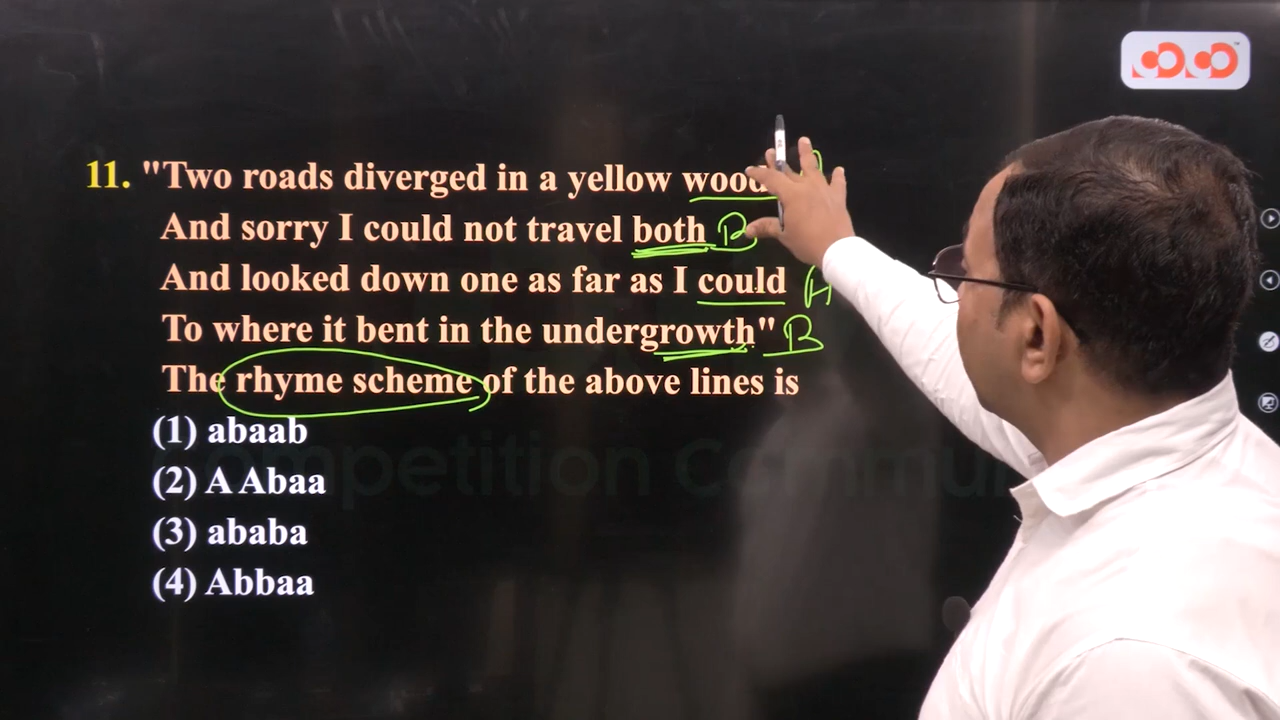 11. "Two roads diverged in a yellow wood
And sorry I could not travel both B
And looked down one as far as I could A
To where it bent in the undergrowth" B
The rhyme scheme of the above lines is
(1) abaab
(2) A Abaa
(3) ababa
(4) Abbaa
Competition Commun